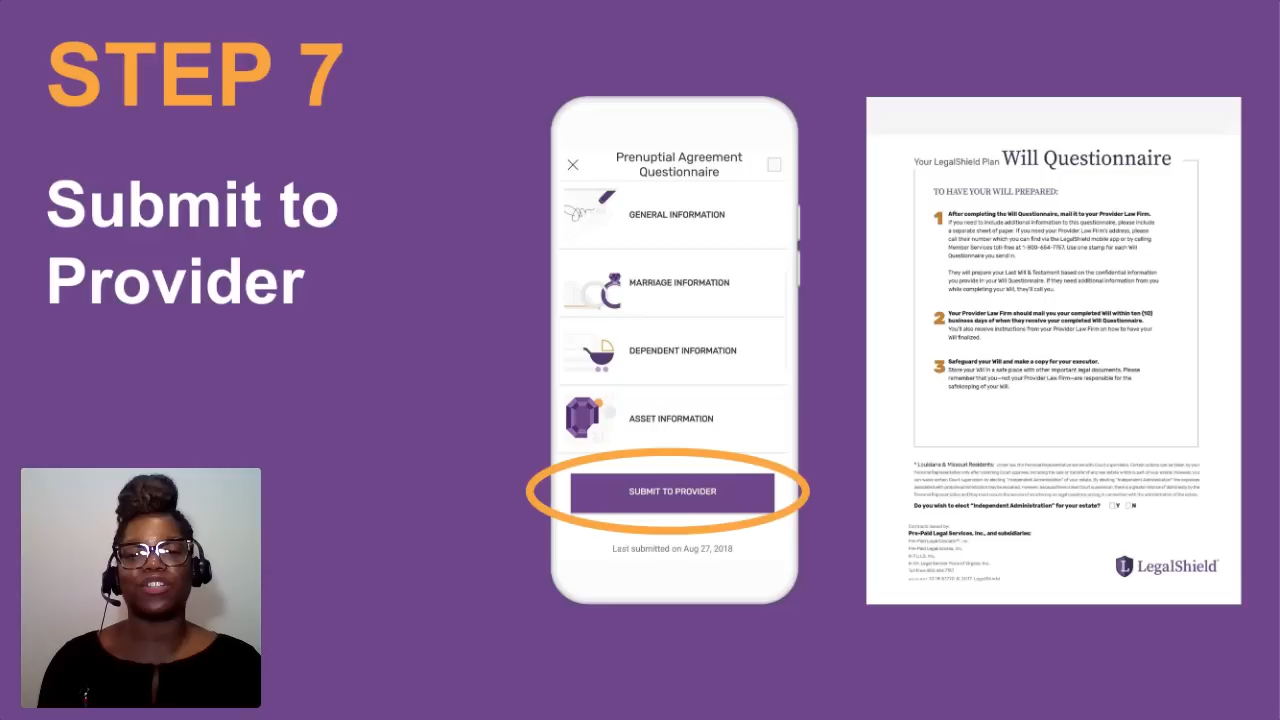 STEP 7
Submit to
Provider
Prenuptial Agreement
Questionnaire
GENERAL INFORMATION
MARRIAGE INFORMATION
DEPENDENT INFORMATION
ASSET INFORMATION
SUBMIT TO PROVIDER
Last submitted on Aug 27, 2018
Your LegalShield Plan Will Questionnaire
TO HAVE YOUR WILL PREPARED:
1 After completing the Will Questionnaire, mail it to your Provider Law Firm.
If you need to include additional information to this questionnaire, please include
a separate sheet of paper. If you need your Provider Law Firm's address, please
call their number which you can find via the LegalShield mobile app or by calling
Member Services toll-free at 1-800-654-7757. Use one stamp for each Will
Questionnaire you send in.
They will prepare your Last Will & Testament based on the confidential information
you provide in your Will Questionnaire. If they need additional information from you
while completing your Will, they'll call you.
2 Your Provider Law Firm should mail you your completed Will within ten (10)
business days of when they receive your completed Will Questionnaire.
You'll also receive instructions from your Provider Law Firm on how to have your
Will finalized.
3 Safeguard your Will and make a copy for your executor.
Store your Will in a safe place with other important legal documents. Please
remember that you—not your Provider Law Firm—are responsible for the
safekeeping of your Will.
* Louisiana & Missouri Residents:
Do you wish to elect "Independent Administration" for your estate? Y N
Contracts issued by:
Pre-Paid Legal Services, Inc., and subsidiaries:
LegalShield